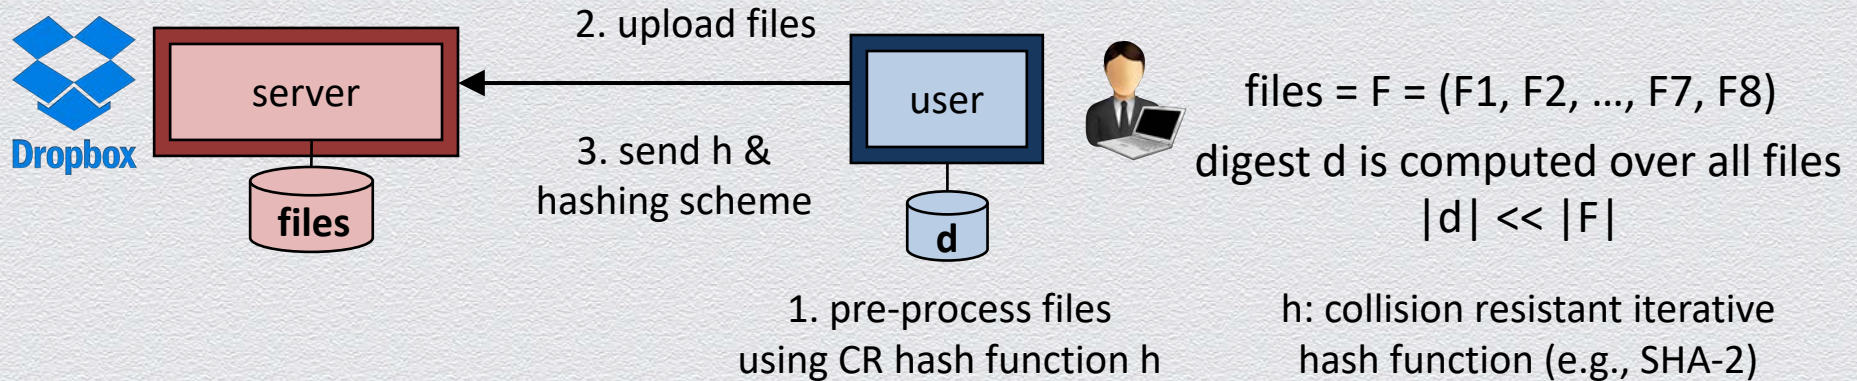 2. upload files
server
user
files = F = (F1, F2, …, F7, F8)
Dropbox
3. send h &
hashing scheme
digest d is computed over all files
|d| << |F|
files
d
1. pre-process files
using CR hash function h
h: collision resistant iterative
hash function (e.g., SHA-2)